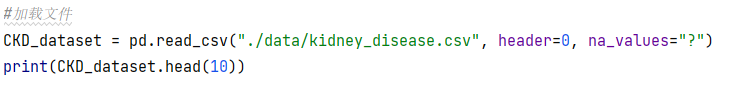 #加载文件
CKD_dataset = pd.read_csv("./data/kidney_disease.csv", header=0, na_values="?")
print(CKD_dataset.head(10))